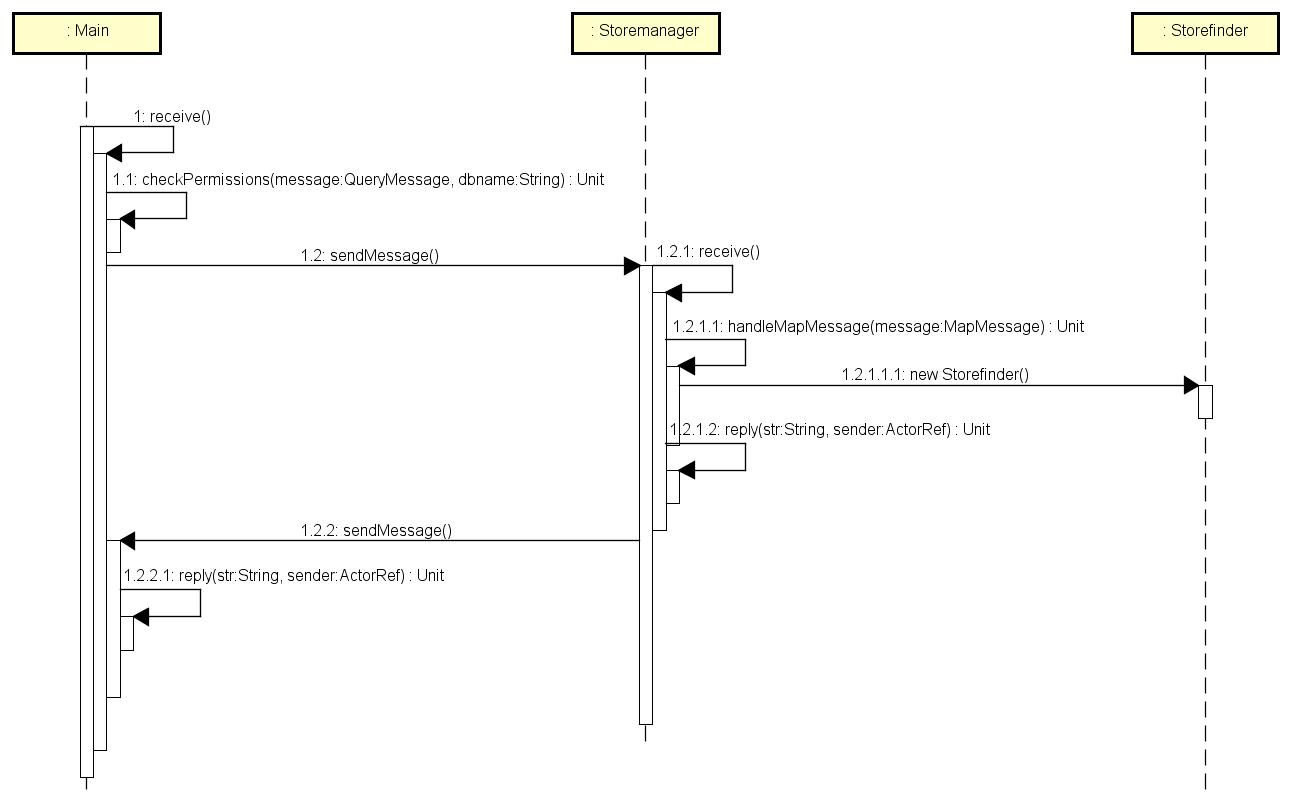 : Main
: Storemanager
: Storefinder
1: receive()
1.1: checkPermissions(message:QueryMessage, dbname:String) : Unit
1.2: sendMessage()
1.2.1: receive()
1.2.1.1: handleMapMessage(message:MapMessage) : Unit
1.2.1.1.1: new Storefinder()
1.2.1.2: reply(str:String, sender:ActorRef) : Unit
1.2.2: sendMessage()
1.2.2.1: reply(str:String, sender:ActorRef) : Unit